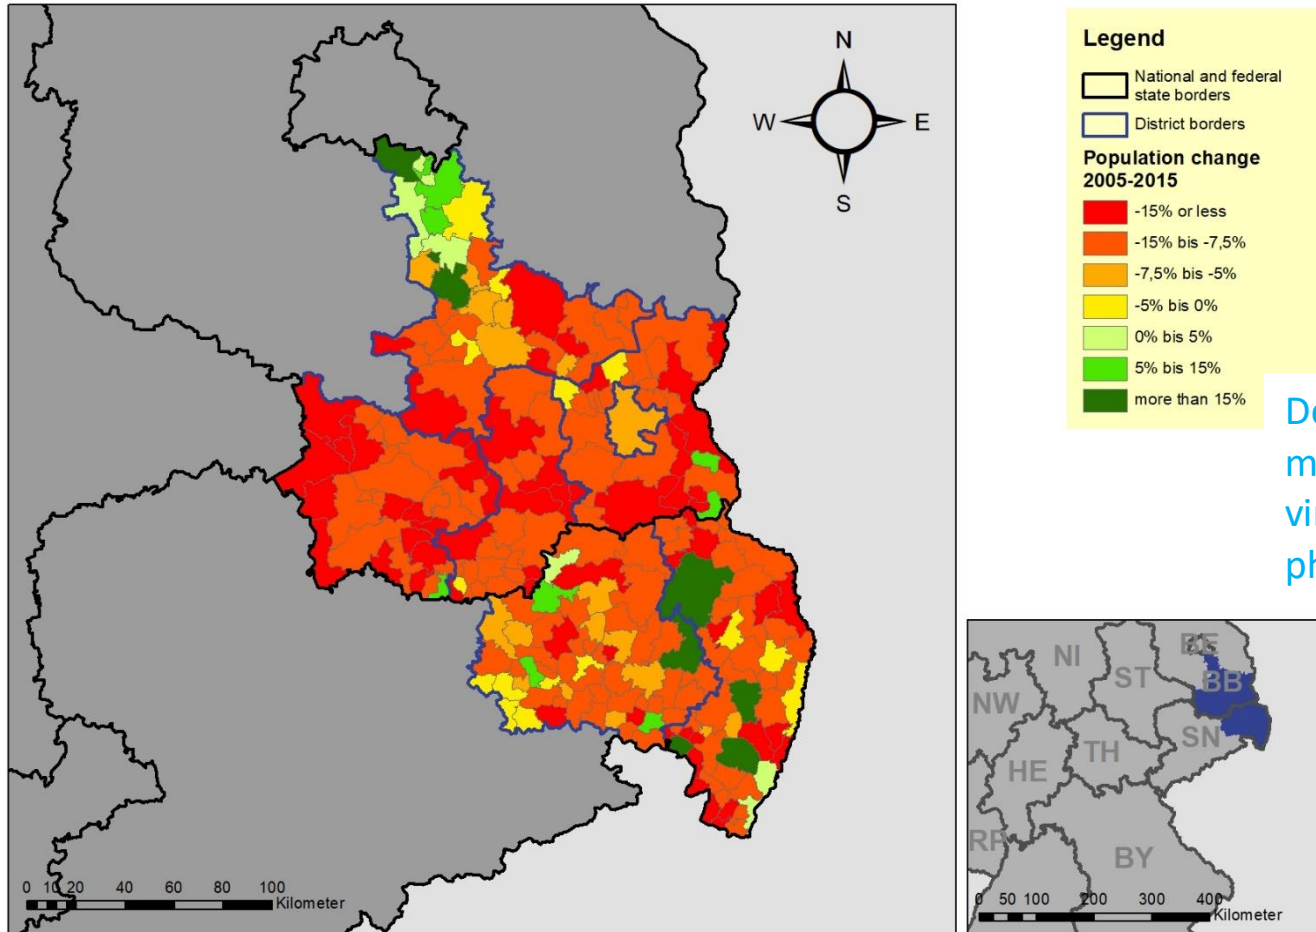 N
W
E
S
0 10 20 40 60 80 100
Kilometer
Legend
National and federal
state borders
District borders
Population change
2005-2015
-15% or less
-15% bis -7,5%
-7,5% bis -5%
-5% bis 0%
0% bis 5%
5% bis 15%
more than 15%
BE
NI
ST
BB
NW
SN
TH
HE
RP
BY
0 50 100 200 300 400
Kilometer